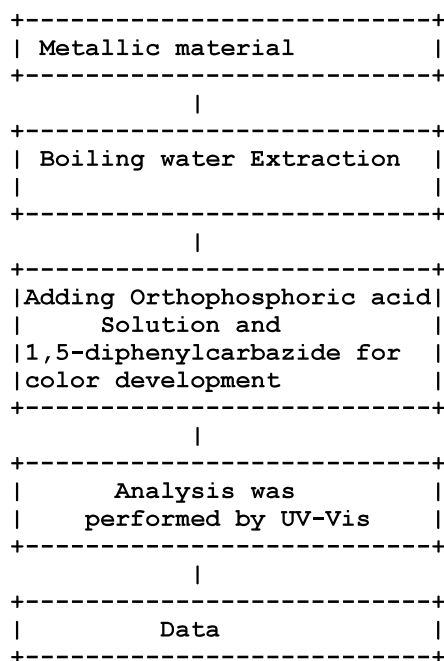 Metallic material
Boiling water Extraction
Adding Orthophosphoric acid
Solution and
1,5-diphenylcarbazide for
color development
Analysis was
performed by UV-Vis
Data